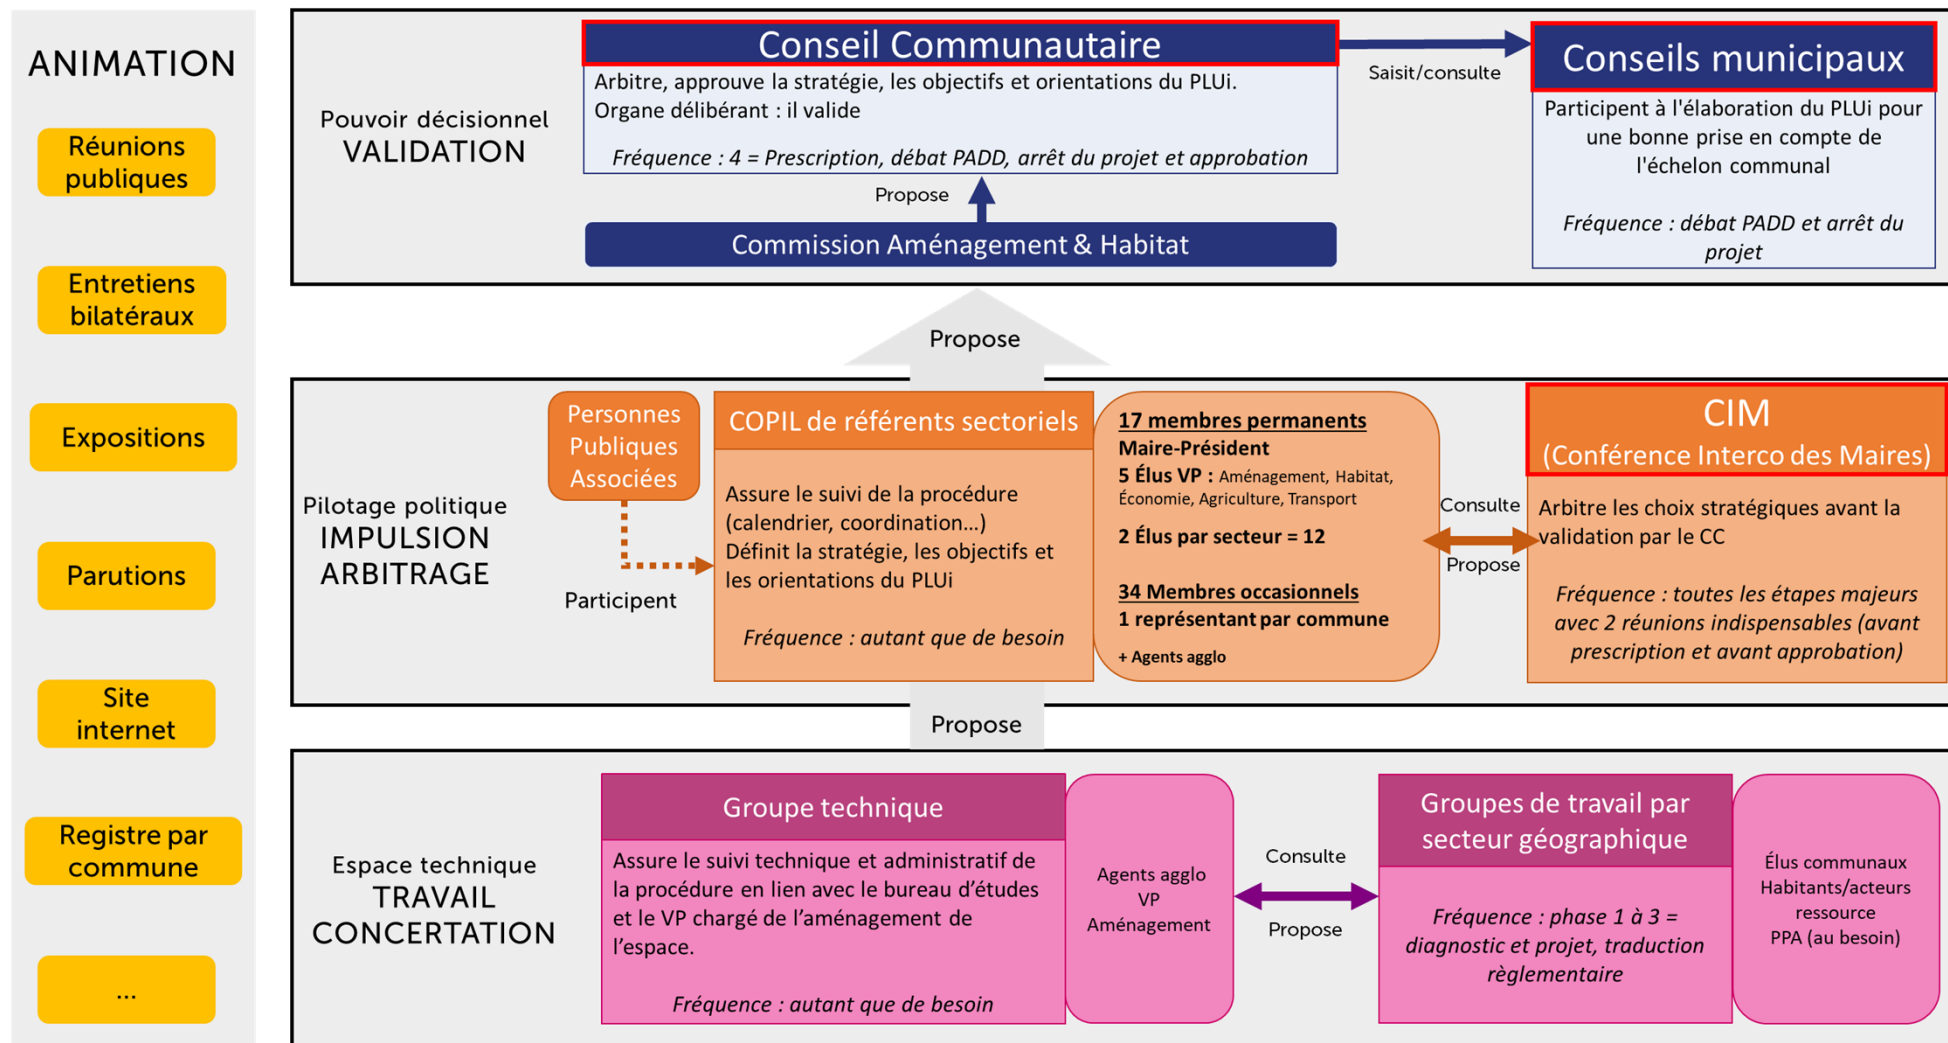 ANIMATION
Réunions
publiques
Entretiens
bilatéraux
Expositions
Parutions
Site
internet
Registre par
commune
...
Pouvoir décisionnel
VALIDATION
Conseil Communautaire
Arbitre, approuve la stratégie, les objectifs et orientations du PLUi.
Organe délibérant : il valide
Fréquence : 4 = Prescription, débat PADD, arrêt du projet et approbation
Saisit/consulte
Conseils municipaux
Participent à l'élaboration du PLUi pour
une bonne prise en compte de
l'échelon communal
Fréquence : débat PADD et arrêt du
projet
Propose
Commission Aménagement & Habitat
Propose
Pilotage politique
IMPULSION
ARBITRAGE
Personnes
Publiques
Associées
Participent
COPIL de référents sectoriels
Assure le suivi de la procédure
(calendrier, coordination…)
Définit la stratégie, les objectifs et
les orientations du PLUi
Fréquence : autant que de besoin
17 membres permanents
Maire-Président
5 Élus VP : Aménagement, Habitat,
Économie, Agriculture, Transport
2 Élus par secteur = 12
34 Membres occasionnels
1 représentant par commune
+ Agents agglo
Consulte
Propose
CIM
(Conférence Interco des Maires)
Arbitre les choix stratégiques avant la
validation par le CC
Fréquence : toutes les étapes majeurs
avec 2 réunions indispensables (avant
prescription et avant approbation)
Propose
Espace technique
TRAVAIL
CONCERTATION
Groupe technique
Assure le suivi technique et administratif de
la procédure en lien avec le bureau d’études
et le VP chargé de l’aménagement de
l’espace.
Fréquence : autant que de besoin
Agents agglo
VP
Aménagement
Consulte
Propose
Groupes de travail par
secteur géographique
Fréquence : phase 1 à 3 =
diagnostic et projet, traduction
règlementaire
Élus communaux
Habitants/acteurs
ressource
PPA (au besoin)